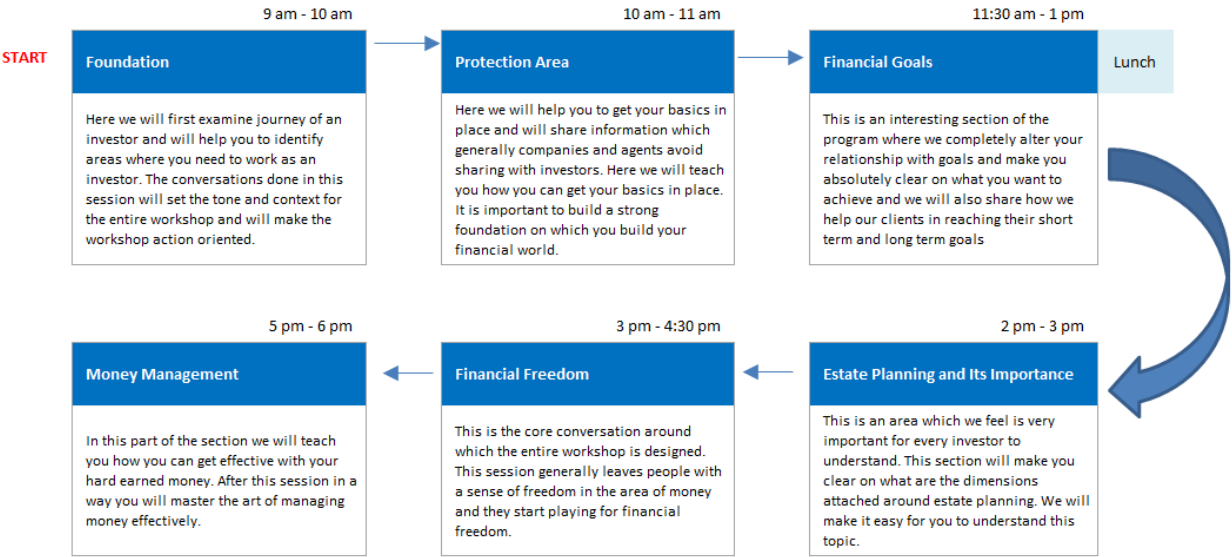 9 am - 10 am
START
Foundation
Here we will first examine journey of an
investor and will help you to identify
areas where you need to work as an
investor. The conversations done in this
session will set the tone and context for
the entire workshop and will make the
workshop action oriented.
10 am - 11 am
Protection Area
Here we will help you to get your basics in
place and will share information which
generally companies and agents avoid
sharing with investors. Here we will teach
you how you can get your basics in place.
It is important to build a strong
foundation on which you build your
financial world.
11:30 am - 1 pm
Financial Goals
Lunch
This is an interesting section of the
program where we completely alter your
relationship with goals and make you
absolutely clear on what you want to
achieve and we will also share how we
help our clients in reaching their short
term and long term goals
2 pm - 3 pm
Estate Planning and Its Importance
This is an area which we feel is very
important for every investor to
understand. This section will make you
clear on what are the dimensions
attached around estate planning. We will
make it easy for you to understand this
topic.
3 pm - 4:30 pm
Financial Freedom
This is the core conversation around
which the entire workshop is designed.
This session generally leaves people with
a sense of freedom in the area of money
and they start playing for financial
freedom.
5 pm - 6 pm
Money Management
In this part of the section we will teach
you how you can get effective with your
hard earned money. After this session in a
way you will master the art of managing
money effectively.